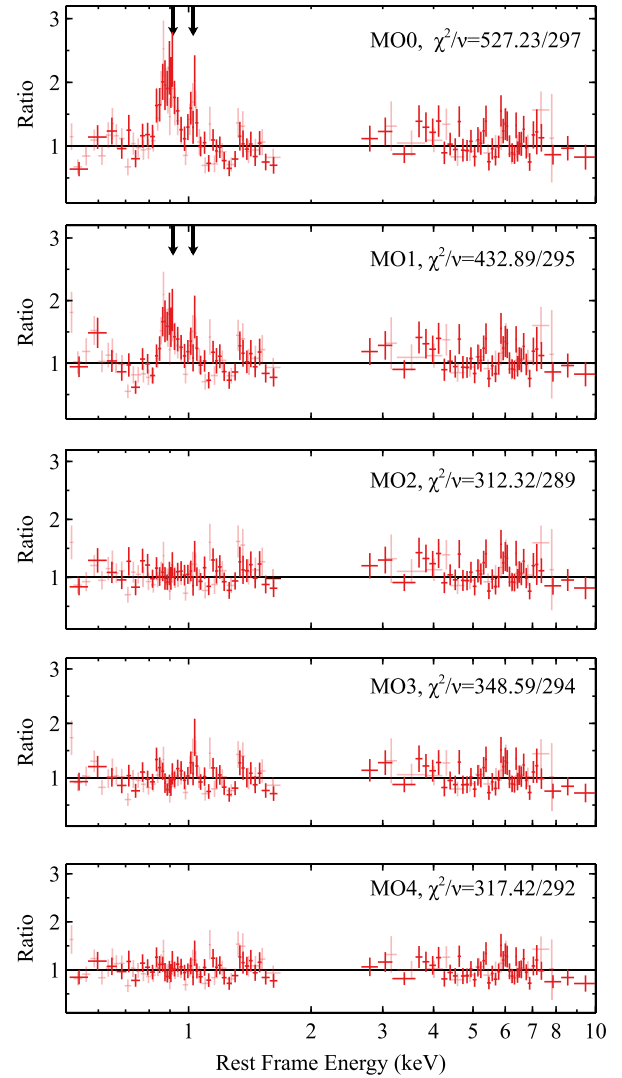 MO0, χ²/ν=527.23/297
Ratio
3
2
1
MO1, χ²/ν=432.89/295
Ratio
3
2
1
MO2, χ²/ν=312.32/289
Ratio
3
2
1
MO3, χ²/ν=348.59/294
Ratio
3
2
1
MO4, χ²/ν=317.42/292
Ratio
3
2
1
1 2 3 4 5 6 7 8 9 10
Rest Frame Energy (keV)